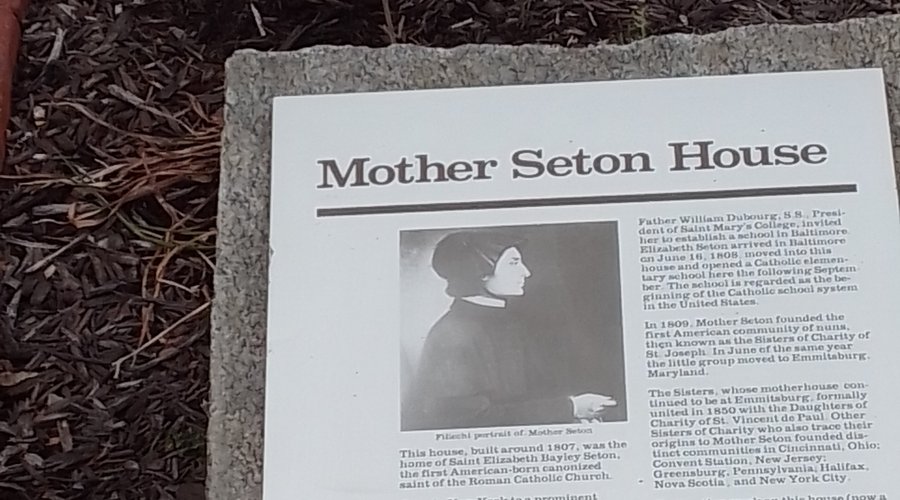 Mother Seton House
Filicchi portrait of Mother Seton
This house, built around 1807, was the
home of Saint Elizabeth Bayley Seton,
the first American-born canonized
saint of the Roman Catholic Church.
to a prominent
Father William Dubourg, S.S., Presi-
dent of Saint Mary's College, invited
her to establish a school in Baltimore.
Elizabeth Seton arrived in Baltimore
on June 16, 1808, moved into this
house and opened a Catholic elemen-
tary school here the following Septem-
ber. The school is regarded as the be-
ginning of the Catholic school system
in the United States.
In 1809, Mother Seton founded the
first American community of nuns,
then known as the Sisters of Charity of
St. Joseph. In June of the same year
the little group moved to Emmitsburg,
Maryland.
The Sisters, whose motherhouse con-
tinued to be at Emmitsburg, formally
united in 1850 with the Daughters of
Charity of St. Vincent de Paul. Other
Sisters of Charity who also trace their
origins to Mother Seton founded dis-
tinct communities in Cincinnati, Ohio;
Convent Station, New Jersey;
Greensburg, Pennsylvania; Halifax,
Nova Scotia; and New York City.
this house (now a